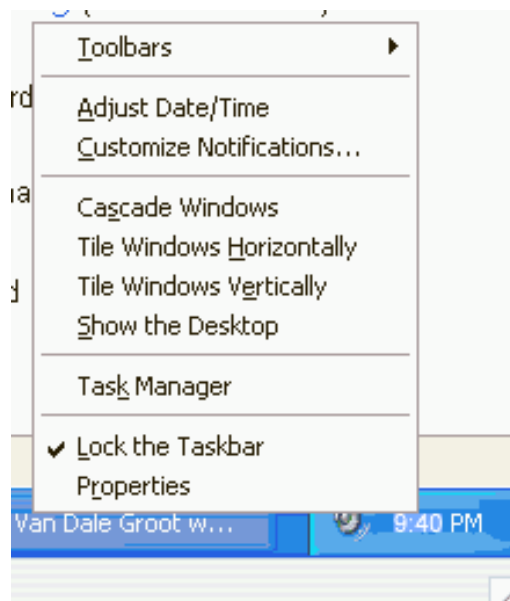 Toolbars
rd
Adjust Date/Time
Customize Notifications...
Cascade Windows
Tile Windows Horizontally
Tile Windows Vertically
Show the Desktop
Task Manager
Lock the Taskbar
Properties
Van Dale Groot w...
9:40 PM